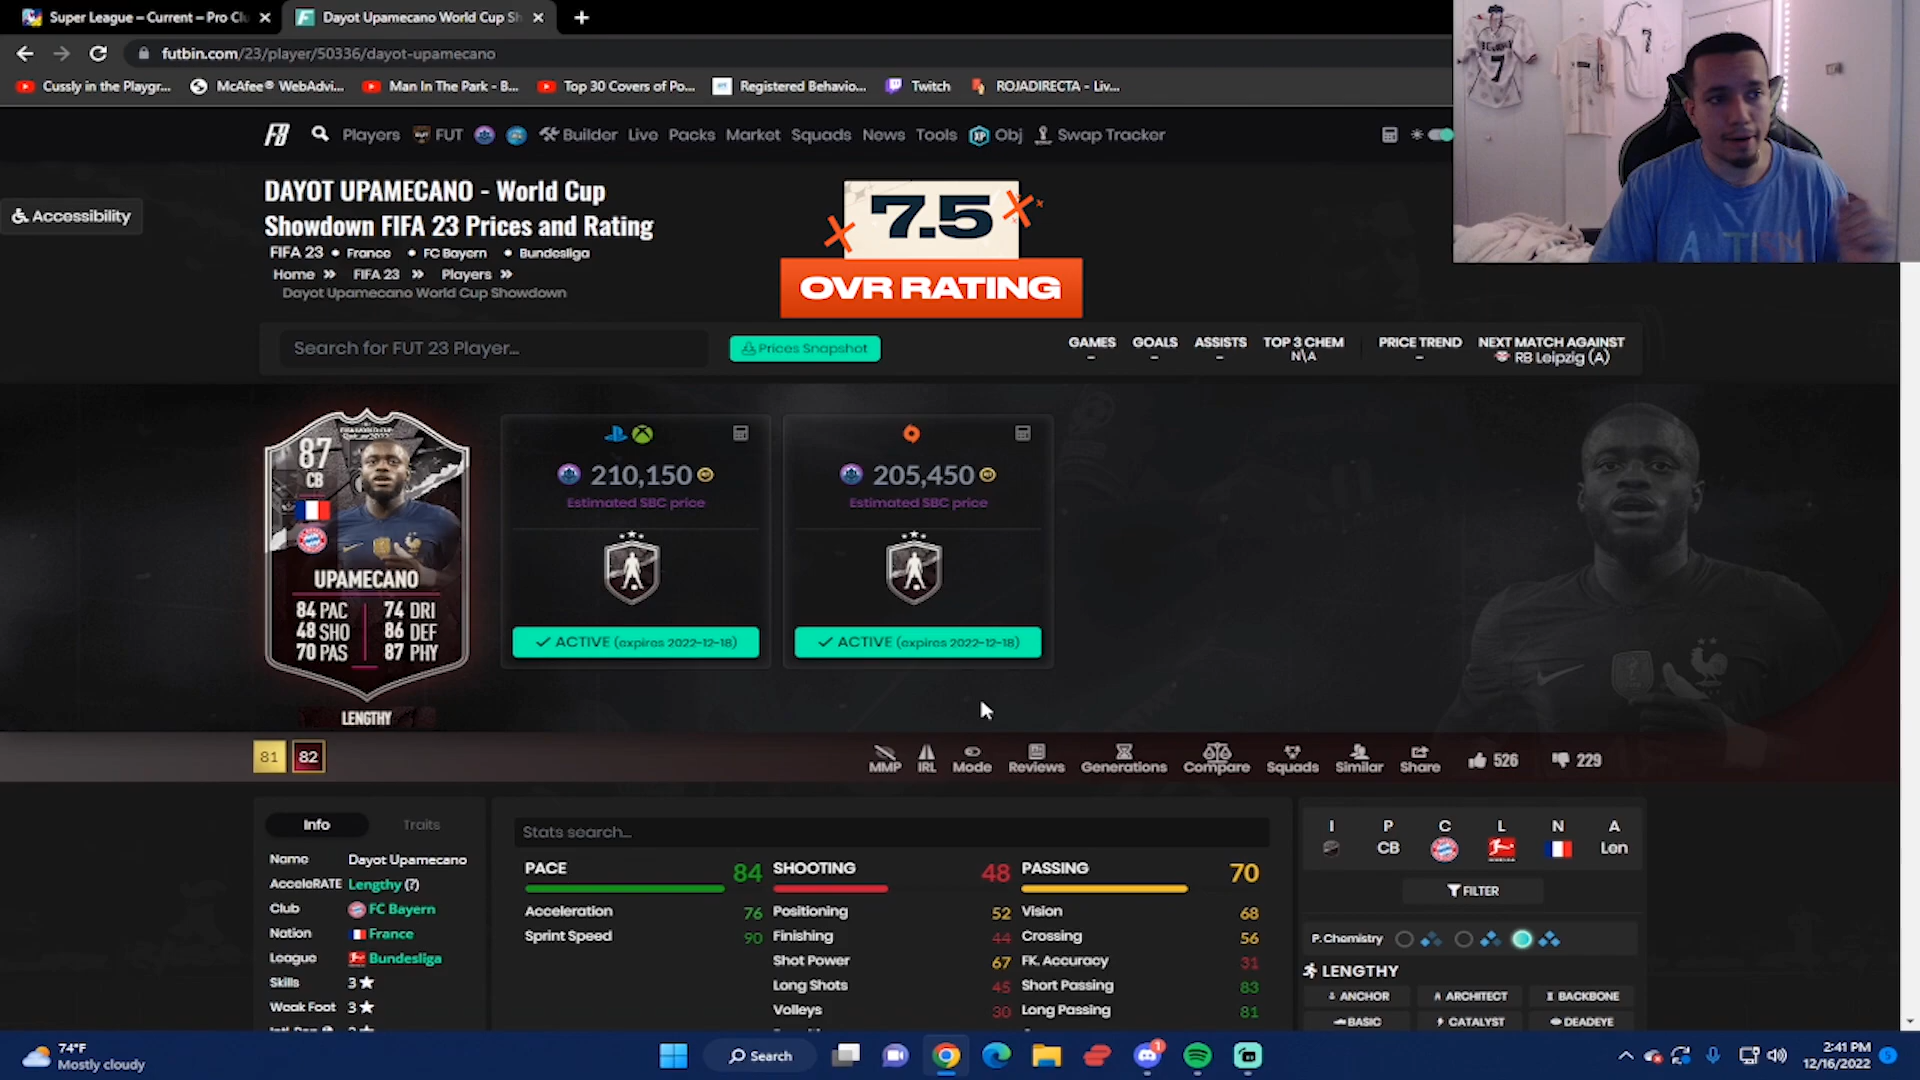 Super League – Current – Pro Clu
Dayot Upamecano World Cup Sh
futbin.com/23/player/50336/dayot-upamecano
Cussly in the Playgr...
McAfee® WebAdvi...
Man In The Park - B...
Top 30 Covers of Po...
Registered Behavio...
Twitch
ROJADIRECTA - Liv...
F8
Players
FUT
Builder
Live
Packs
Market
Squads
News
Tools
Obj
Swap Tracker
Accessibility
DAYOT UPAMECANO - World Cup
Showdown FIFA 23 Prices and Rating
FIFA 23 • France • FC Bayern • Bundesliga
Home » FIFA 23 » Players »
Dayot Upamecano World Cup Showdown
7.5
OVR RATING
Search for FUT 23 Player...
Prices Snapshot
GAMES
-
GOALS
-
ASSISTS
-
TOP 3 CHEM
N\A
PRICE TREND
-
NEXT MATCH AGAINST
RB Leipzig (A)
87
CB
UPAMECANO
84 PAC 74 DRI
48 SHO 86 DEF
70 PAS 87 PHY
LENGTHY
210,150
Estimated SBC price
ACTIVE (expires 2022-12-18)
205,450
Estimated SBC price
ACTIVE (expires 2022-12-18)
81
82
MMP
IRL
Mode
Reviews
Generations
Compare
Squads
Similar
Share
526
229
Info
Traits
Name Dayot Upamecano
AcceleRATE Lengthy (?)
Club FC Bayern
Nation France
League Bundesliga
Skills 3
Weak Foot 3
Stats search...
PACE 84
Acceleration 76
Sprint Speed 90
SHOOTING 48
Positioning 52
Finishing 44
Shot Power 67
Long Shots 45
Volleys 30
PASSING 70
Vision 68
Crossing 56
FK. Accuracy 31
Short Passing 83
Long Passing 81
I P C L N A
CB Len
FILTER
P.Chemistry
LENGTHY
ANCHOR
ARCHITECT
BACKBONE
BASIC
CATALYST
DEADEYE
74°F
Mostly cloudy
Search
1
2:41 PM
12/16/2022
5